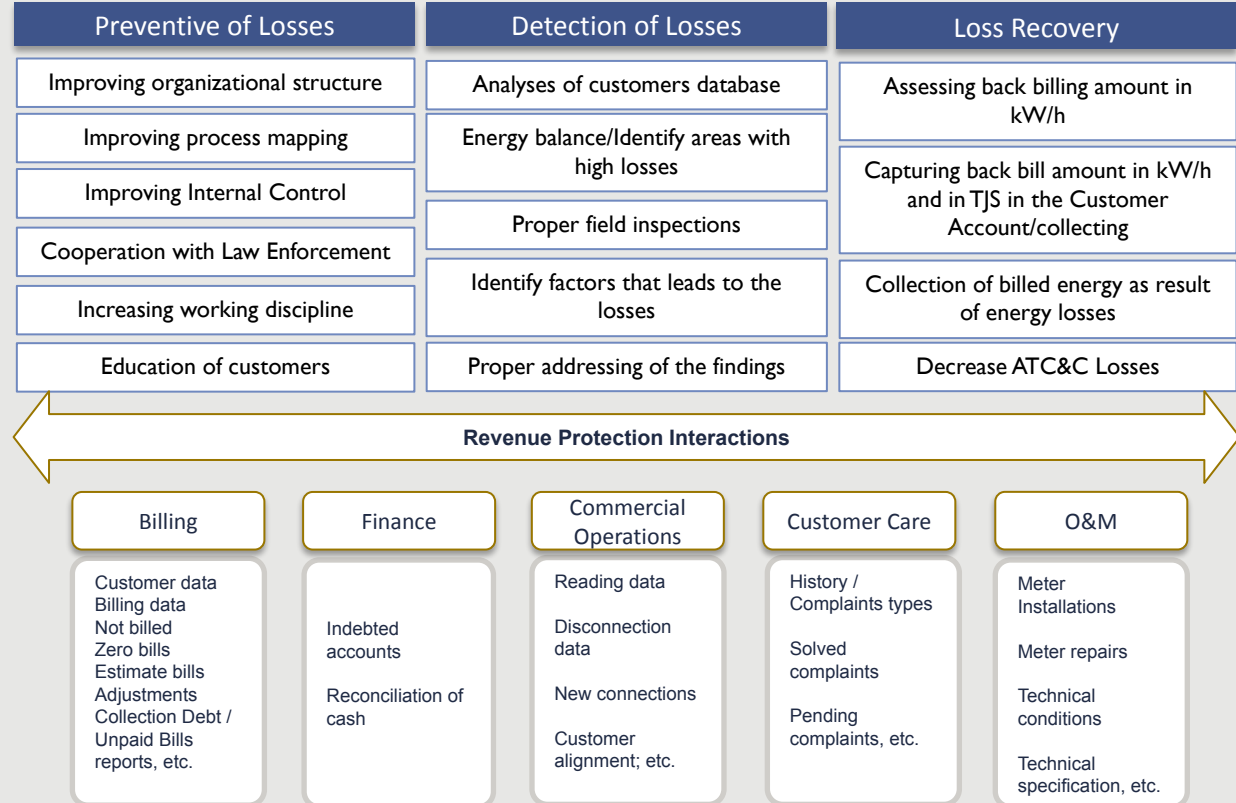 Preventive of Losses
Improving organizational structure
Improving process mapping
Improving Internal Control
Cooperation with Law Enforcement
Increasing working discipline
Education of customers
Detection of Losses
Analyses of customers database
Energy balance/Identify areas with
high losses
Proper field inspections
Identify factors that leads to the
losses
Proper addressing of the findings
Loss Recovery
Assessing back billing amount in
kW/h
Capturing back bill amount in kW/h
and in TJS in the Customer
Account/collecting
Collection of billed energy as result
of energy losses
Decrease ATC&C Losses
Revenue Protection Interactions
Billing
Customer data
Billing data
Not billed
Zero bills
Estimate bills
Adjustments
Collection Debt /
Unpaid Bills
reports, etc.
Finance
Indebted
accounts
Reconciliation of
cash
Commercial
Operations
Reading data
Disconnection
data
New connections
Customer
alignment; etc.
Customer Care
History /
Complaints types
Solved
complaints
Pending
complaints, etc.
O&M
Meter
Installations
Meter repairs
Technical
conditions
Technical
specification, etc.